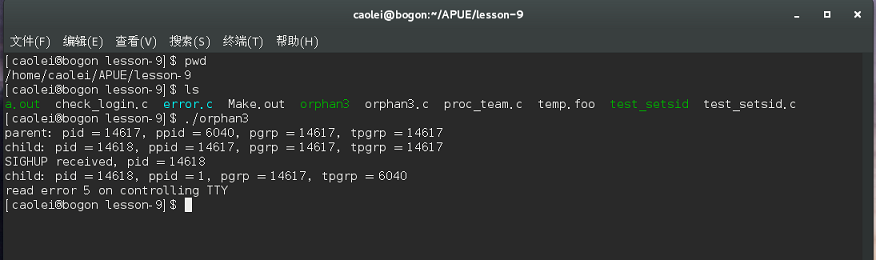 caolei@bogon:~/APUE/lesson-9
文件(F) 编辑(E) 查看(V) 搜索(S) 终端(T) 帮助(H)
[caolei@bogon lesson-9]$ pwd
/home/caolei/APUE/lesson-9
[caolei@bogon lesson-9]$ ls
a.out check_login.c error.c Make.out orphan3 orphan3.c proc_team.c temp.foo test_setsid test_setsid.c
[caolei@bogon lesson-9]$ ./orphan3
parent: pid =14617, ppid =6040, pgrp =14617, tpgrp =14617
child: pid =14618, ppid =14617, pgrp =14617, tpgrp =14617
SIGHUP received, pid =14618
child: pid =14618, ppid =1, pgrp =14617, tpgrp =6040
read error 5 on controlling TTY
[caolei@bogon lesson-9]$